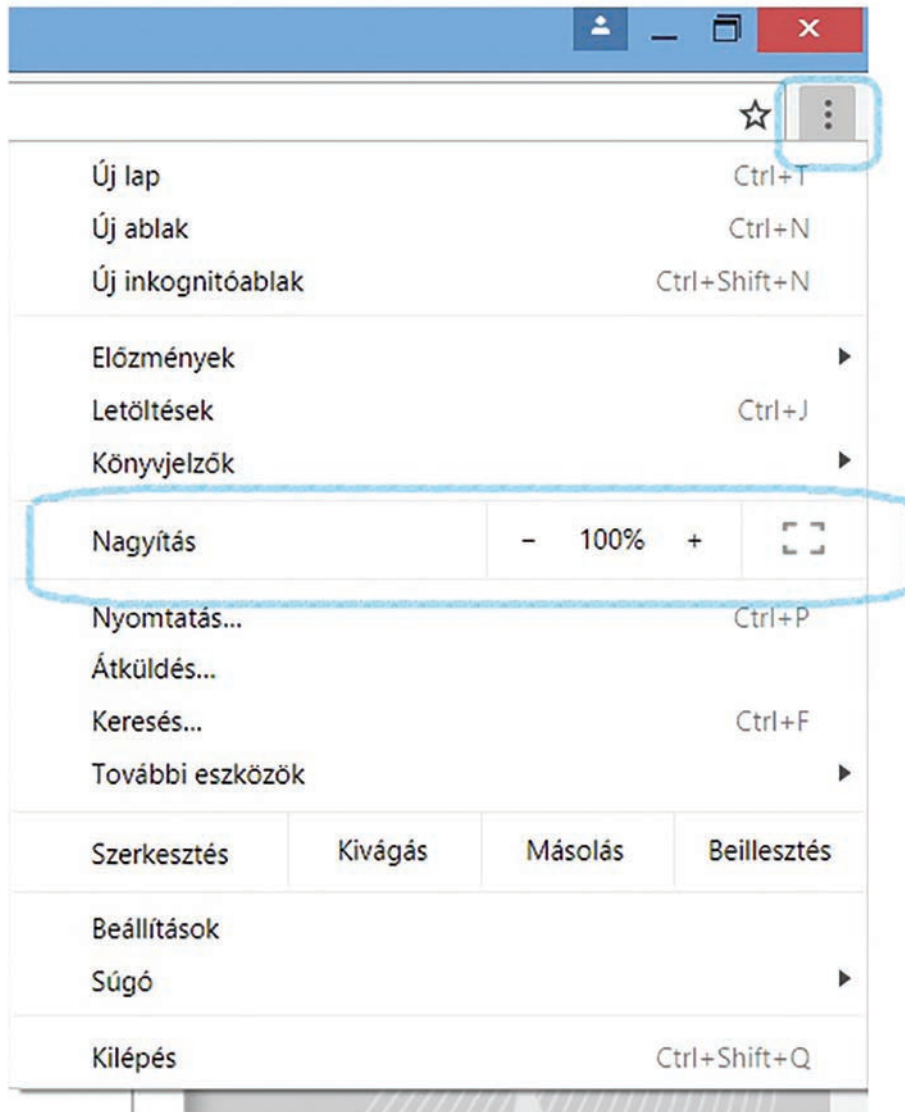 Új lap Ctrl+T
Új ablak Ctrl+N
Új inkognitóablak Ctrl+Shift+N
Előzmények
Letöltések Ctrl+J
Könyvjelzők
Nagyítás - 100% +
Nyomtatás... Ctrl+P
Átküldés...
Keresés... Ctrl+F
További eszközök
Szerkesztés Kivágás Másolás Beillesztés
Beállítások
Súgó
Kilépés Ctrl+Shift+Q